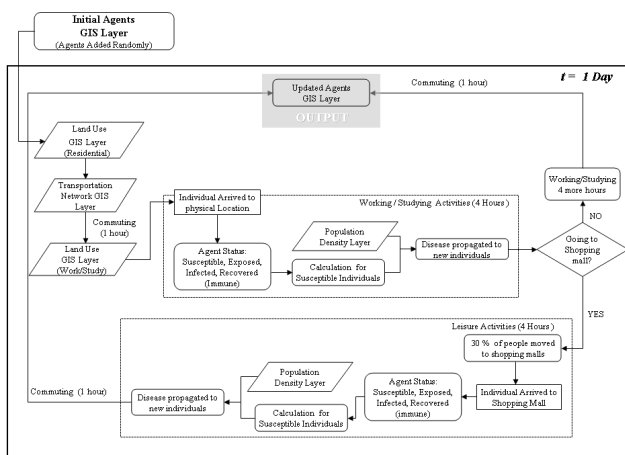 Initial Agents
GIS Layer
(Agents Added Randomly)
t = 1 Day
Commuting (1 hour)
Updated Agents
GIS Layer
OUTPUT
Land Use
GIS Layer
(Residential)
Transportation
Network GIS
Layer
Commuting
(1 hour)
Land Use
GIS Layer
(Work/Study)
Individual Arrived to
physical Location
Working / Studying Activities (4 Hours)
Agent Status:
Susceptible, Exposed,
Infected, Recovered
(Immune)
Population
Density Layer
Calculation for
Susceptible Individuals
Disease propagated to
new individuals
Working/Studying
4 more hours
NO
Going to
Shopping
mall?
YES
Leisure Activities (4 Hours)
30 % of people moved
to shopping malls
Individual Arrived to
Shopping Mall
Agent Status:
Susceptible, Exposed,
Infected, Recovered
(immune)
Population
Density Layer
Calculation for
Susceptible Individuals
Disease propagated to
new individuals
Commuting (1 hour)